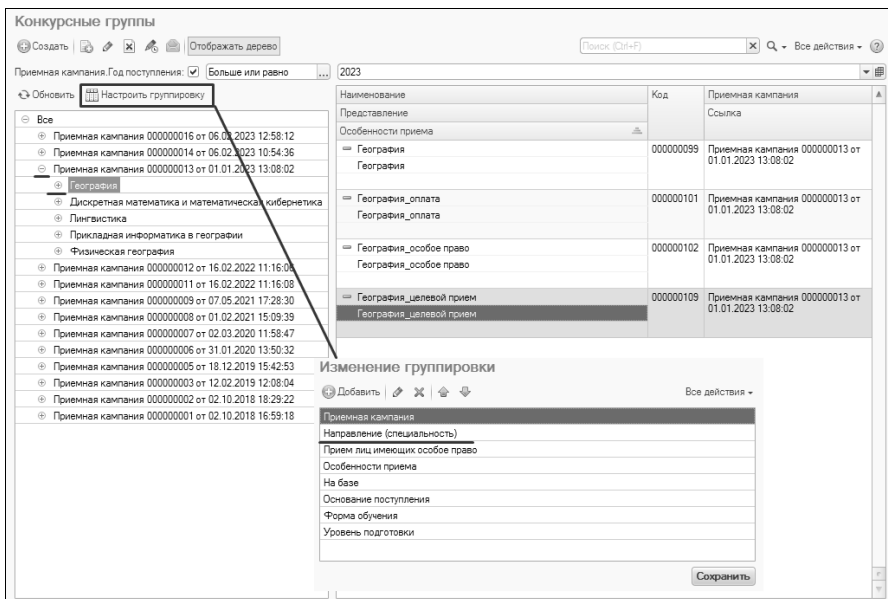 Конкурсные группы
Создать Отображать дерево Поиск (Ctrl+F) Все действия
Приемная кампания.Год поступления: Больше или равно ... 2023
Обновить Настроить группировку
Наименование Код Приемная кампания
Представление Ссылка
Особенности приема
Все
Приемная кампания 000000016 от 06.02.2023 12:58:12
Приемная кампания 000000014 от 06.02.2023 10:54:36
Приемная кампания 000000013 от 01.01.2023 13:08:02
География
Дискретная математика и математическая кибернетика
Лингвистика
Прикладная информатика в географии
Физическая география
Приемная кампания 000000012 от 16.02.2022 11:16:06
Приемная кампания 000000011 от 16.02.2022 11:16:08
Приемная кампания 000000009 от 07.05.2021 17:28:30
Приемная кампания 000000008 от 01.02.2021 15:09:39
Приемная кампания 000000007 от 02.03.2020 11:58:47
Приемная кампания 000000006 от 31.01.2020 13:50:32
Приемная кампания 000000005 от 18.12.2019 15:42:53
Приемная кампания 000000003 от 12.02.2019 12:08:04
Приемная кампания 000000002 от 02.10.2018 18:29:22
Приемная кампания 000000001 от 02.10.2018 16:59:18
География 000000099 Приемная кампания 000000013 от
География 01.01.2023 13:08:02
География_оплата 000000101 Приемная кампания 000000013 от
География_оплата 01.01.2023 13:08:02
География_особое право 000000102 Приемная кампания 000000013 от
География_особое право 01.01.2023 13:08:02
География_целевой прием 000000109 Приемная кампания 000000013 от
География_целевой прием 01.01.2023 13:08:02
Изменение группировки
Добавить Все действия
Приемная кампания
Направление (специальность)
Прием лиц имеющих особое право
Особенности приема
На базе
Основание поступления
Форма обучения
Уровень подготовки
Сохранить